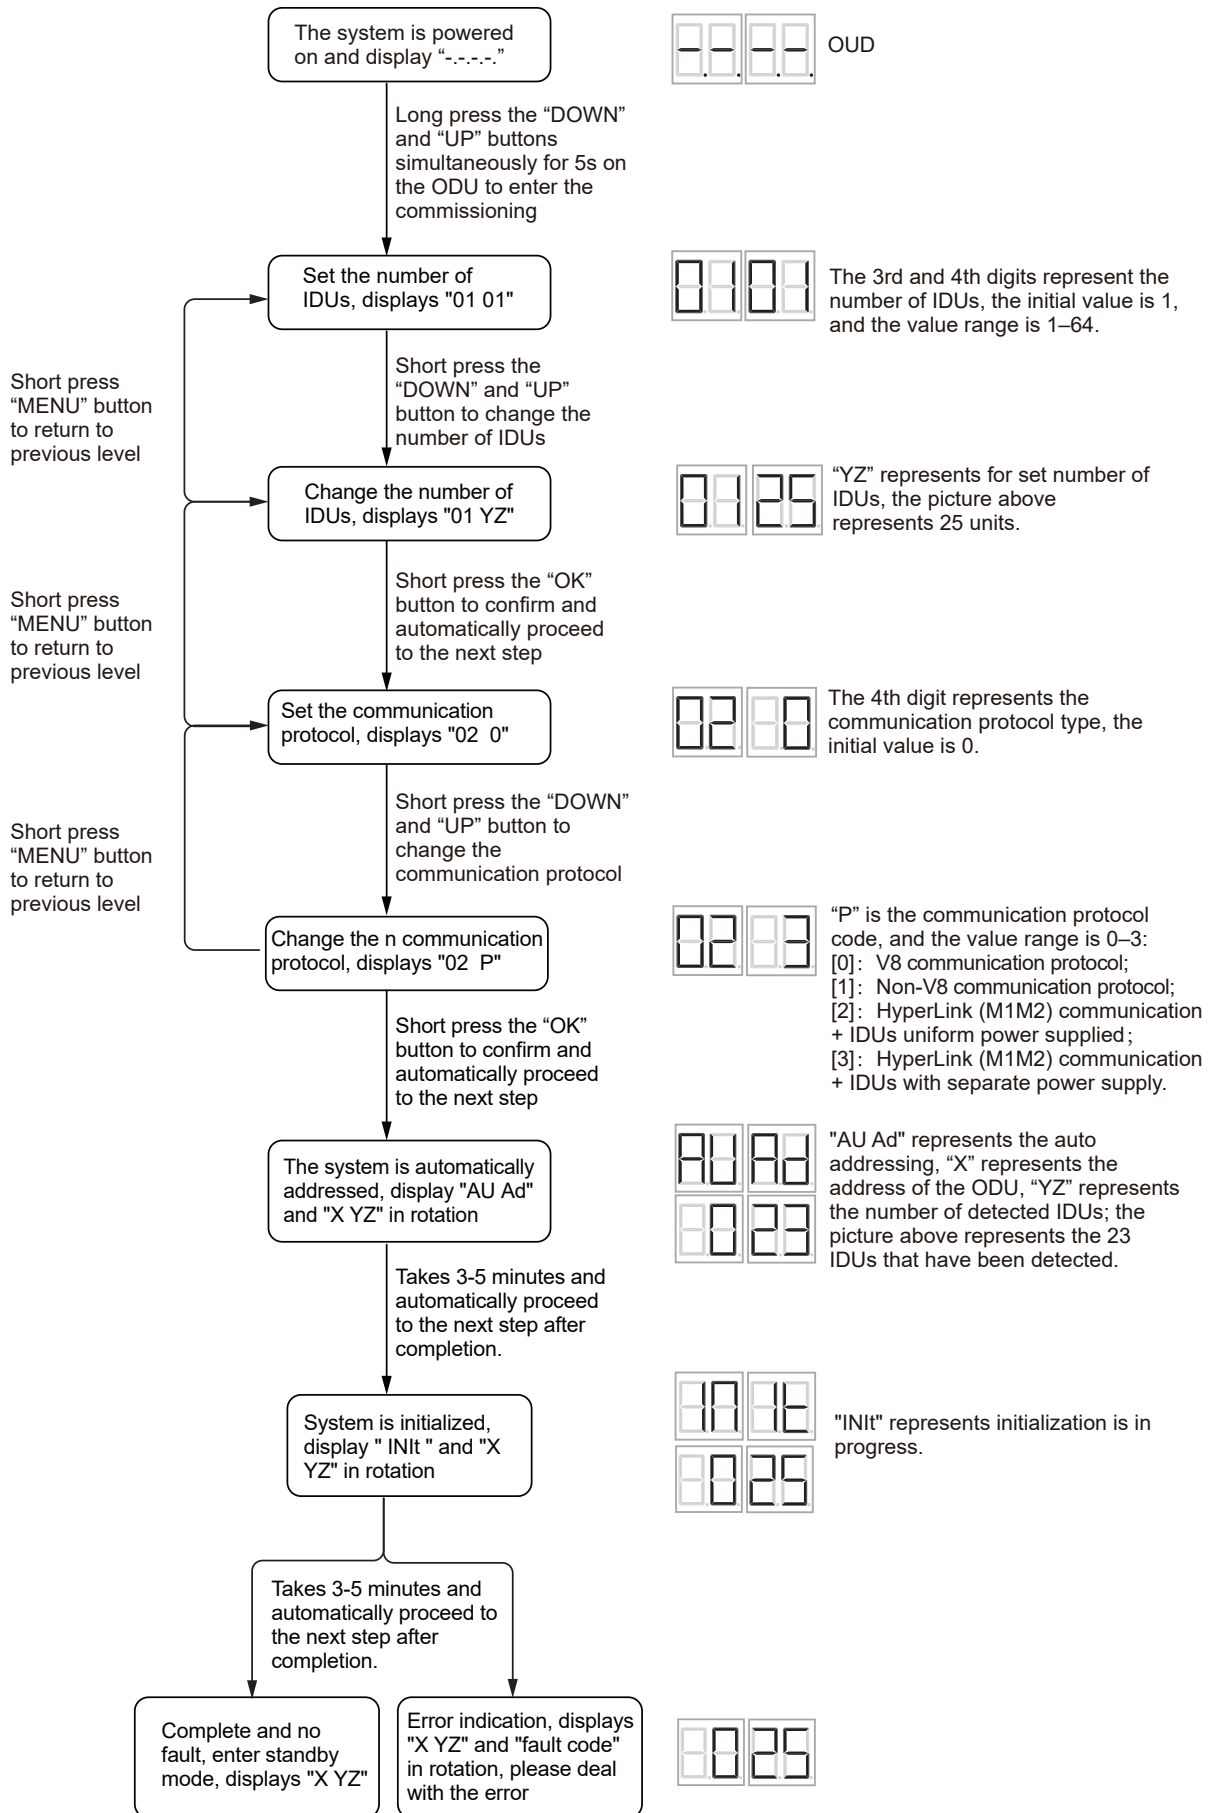 The system is powered
on and display “-.-.-.-.”
OUD
Long press the “DOWN”
and “UP” buttons
simultaneously for 5s on
the ODU to enter the
commissioning
Set the number of
IDUs, displays "01 01"
0101
The 3rd and 4th digits represent the
number of IDUs, the initial value is 1,
and the value range is 1–64.
Short press
“MENU” button
to return to
previous level
Short press the
“DOWN” and “UP”
button to change the
number of IDUs
Change the number of
IDUs, displays "01 YZ"
0125
“YZ” represents for set number of
IDUs, the picture above
represents 25 units.
Short press
“MENU” button
to return to
previous level
Short press the “OK”
button to confirm and
automatically proceed
to the next step
Set the communication
protocol, displays "02  0"
02 0
The 4th digit represents the
communication protocol type, the
initial value is 0.
Short press
“MENU” button
to return to
previous level
Short press the “DOWN”
and “UP” button to
change the
communication protocol
Change the n communication
protocol, displays "02  P"
02 3
“P” is the communication protocol
code, and the value range is 0–3:
[0]: V8 communication protocol;
[1]: Non-V8 communication protocol;
[2]: HyperLink (M1M2) communication
+ IDUs uniform power supplied;
[3]: HyperLink (M1M2) communication
+ IDUs with separate power supply.
Short press the “OK”
button to confirm and
automatically proceed
to the next step
The system is automatically
addressed, display "AU Ad"
and "X YZ" in rotation
AU Ad
023
"AU Ad" represents the auto
addressing, “X” represents the
address of the ODU, “YZ” represents
the number of detected IDUs; the
picture above represents the 23
IDUs that have been detected.
Takes 3-5 minutes and
automatically proceed
to the next step after
completion.
System is initialized,
display " INIt " and "X
YZ" in rotation
INIt
025
"INIt" represents initialization is in
progress.
Takes 3-5 minutes and
automatically proceed to
the next step after
completion.
Complete and no
fault, enter standby
mode, displays "X YZ"
Error indication, displays
"X YZ" and "fault code"
in rotation, please deal
with the error
025